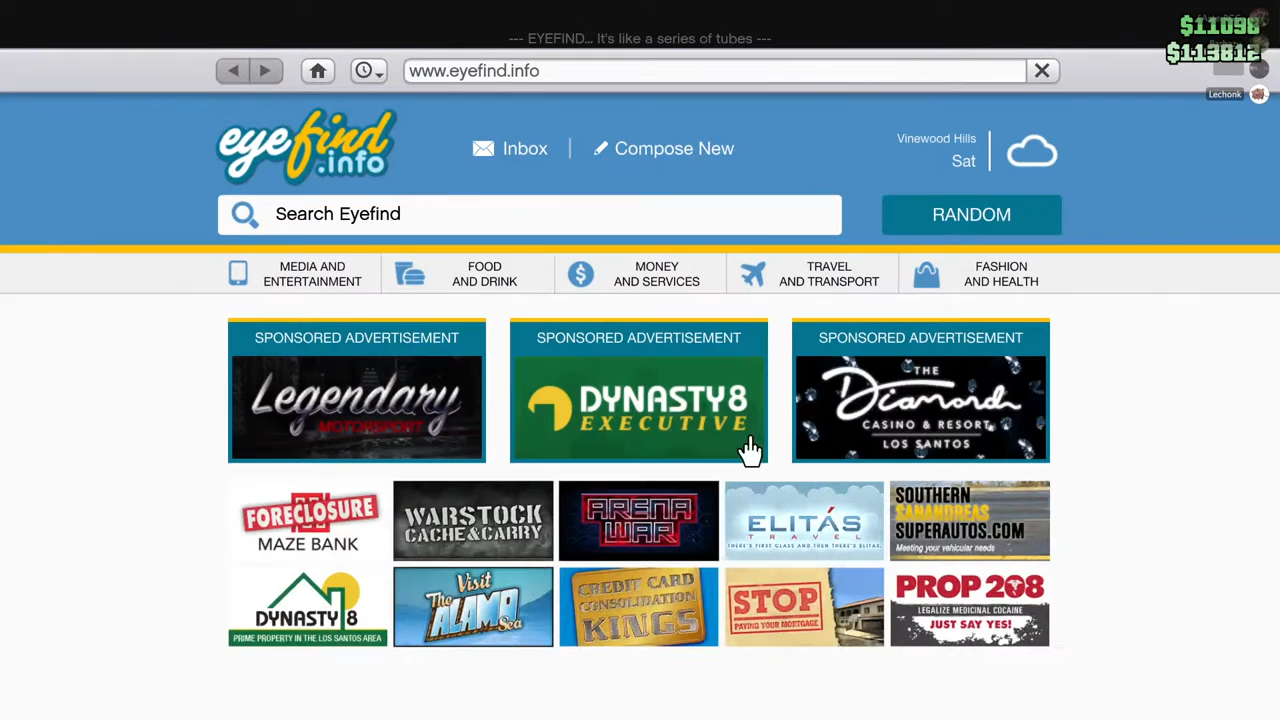 --- EYEFIND... It's like a series of tubes ---
$11098
$113812
www.eyefind.info
Lechonk
eyefind
.info
Inbox
Compose New
Vinewood Hills
Sat
Search Eyefind
RANDOM
MEDIA AND
ENTERTAINMENT
FOOD
AND DRINK
MONEY
AND SERVICES
TRAVEL
AND TRANSPORT
FASHION
AND HEALTH
SPONSORED ADVERTISEMENT
Legendary
MOTORSPORT
SPONSORED ADVERTISEMENT
DYNASTY8
EXECUTIVE
SPONSORED ADVERTISEMENT
THE
Diamond
CASINO & RESORT
LOS SANTOS
FORECLOSURE
MAZE BANK
WARSTOCK
CACHE&CARRY
ARENA
WAR
ELITÁS
TRAVEL
THERE'S FIRST CLASS AND THEN THERE'S ELITAS.
SOUTHERN
SANANDREAS
SUPERAUTOS.COM
Meeting your vehicular needs
DYNASTY8
PRIME PROPERTY IN THE LOS SANTOS AREA
Visit
The
ALAMO
Sea
CREDIT CARD
CONSOLIDATION
KINGS
STOP
PAYING YOUR MORTGAGE
PROP 208
LEGALIZE MEDICINAL COCAINE
JUST SAY YES!